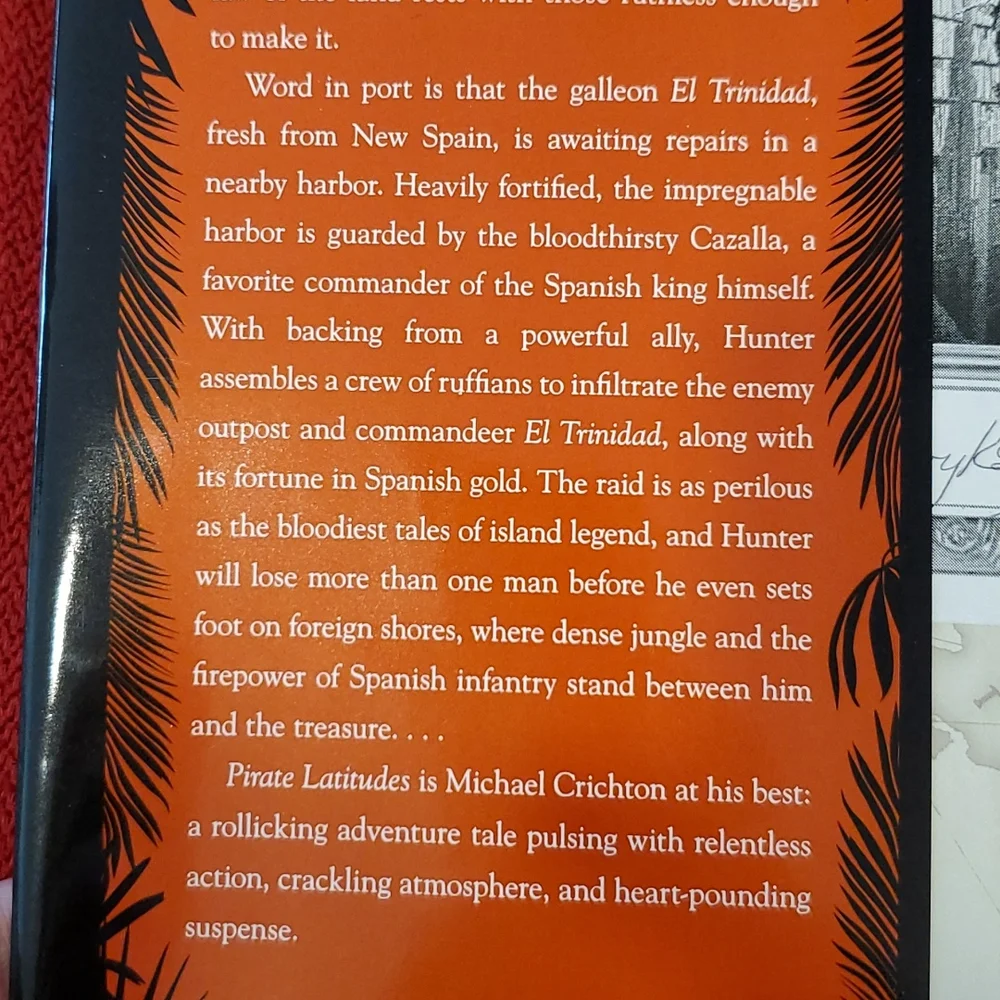 to make it.
Word in port is that the galleon El Trinidad,
fresh from New Spain, is awaiting repairs in a
nearby harbor. Heavily fortified, the impregnable
harbor is guarded by the bloodthirsty Cazalla, a
favorite commander of the Spanish king himself.
With backing from a powerful ally, Hunter
assembles a crew of ruffians to infiltrate the enemy
outpost and commandeer El Trinidad, along with
its fortune in Spanish gold. The raid is as perilous
as the bloodiest tales of island legend, and Hunter
will lose more than one man before he even sets
foot on foreign shores, where dense jungle and the
firepower of Spanish infantry stand between him
and the treasure. . . .
Pirate Latitudes is Michael Crichton at his best:
a rollicking adventure tale pulsing with relentless
action, crackling atmosphere, and heart-pounding
suspense.